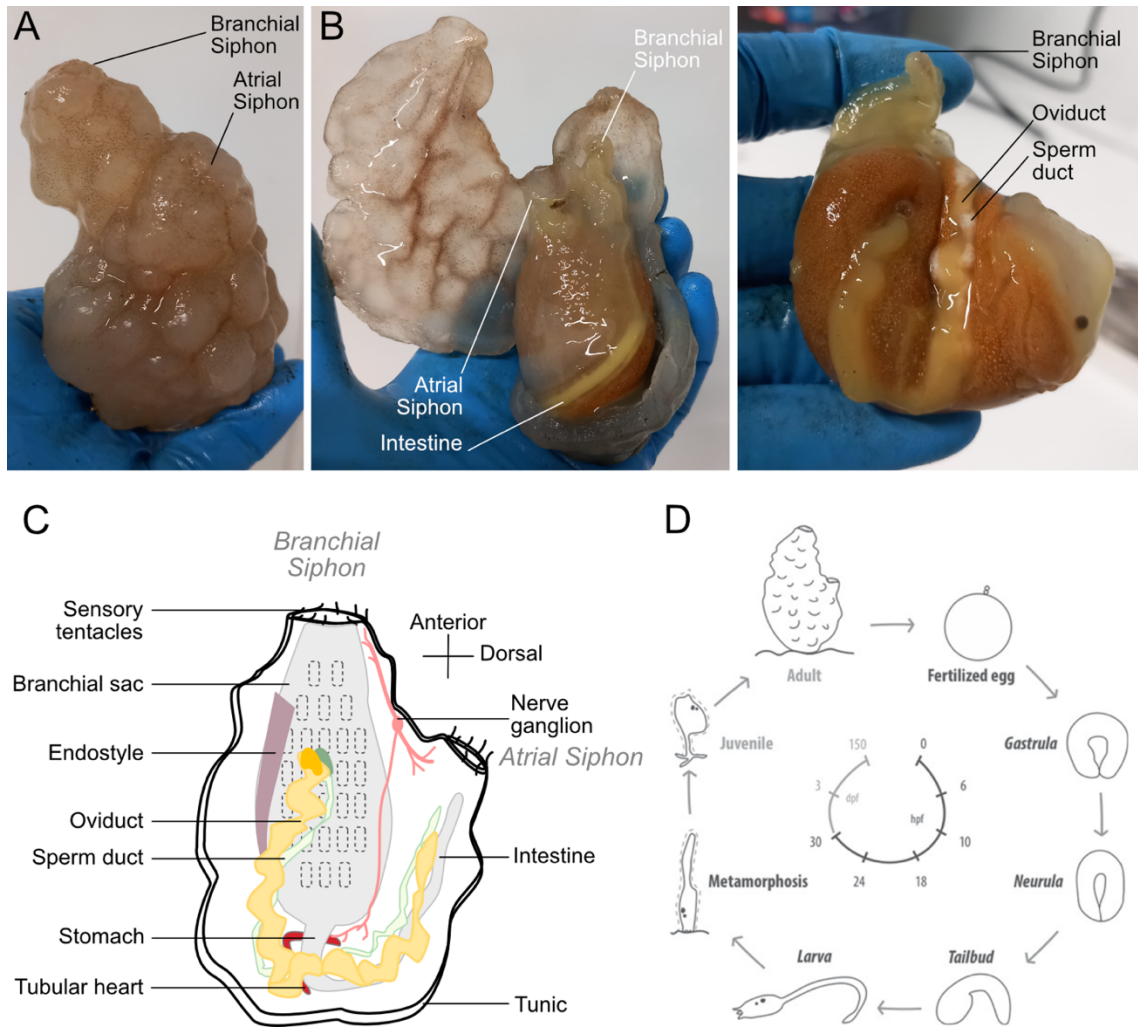 A
Branchial
Siphon
Atrial
Siphon
B
Branchial
Siphon
Atrial
Siphon
Intestine
Branchial
Siphon
Oviduct
Sperm
duct
C
Branchial
Siphon
Sensory
tentacles
Anterior
Dorsal
Branchial sac
Nerve
ganglion
Endostyle
Atrial Siphon
Oviduct
Sperm duct
Intestine
Stomach
Tubular heart
Tunic
D
Adult
Fertilized egg
Juvenile
Gastrula
150
0
3
dpf
6
hpf
30
10
24
18
Metamorphosis
Neurula
Larva
Tailbud